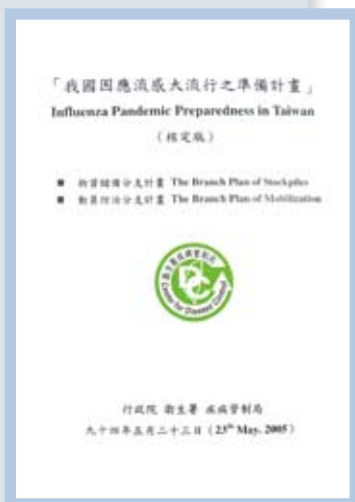 「我國因應流感大流行之準備計畫」
Influenza Pandemic Preparedness in Taiwan
（核定版）
■ 物資儲備分支計畫 The Branch Plan of Stockpiles
■ 動員防治分支計畫 The Branch Plan of Mobilization
Center for Disease Control
行政院 衛生署 疾病管制局
九十四年五月二十三日（23th May, 2005）